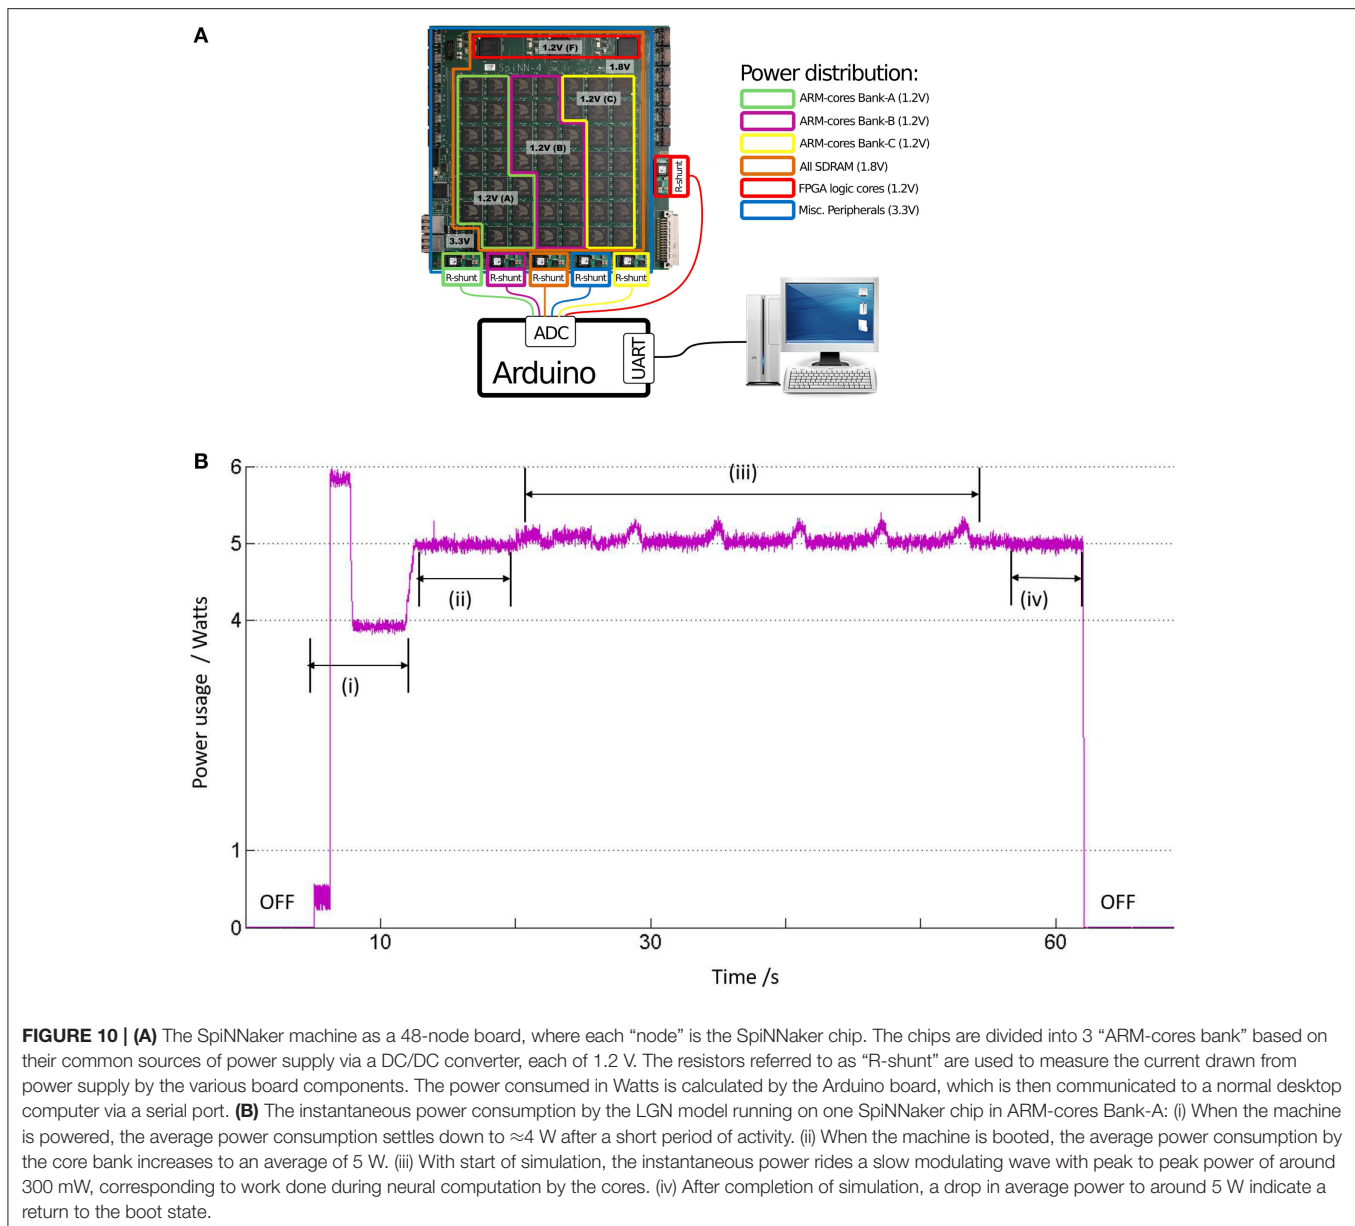 A
1.2V (F)
SpiNN-4
1.8V
1.2V (C)
1.2V (B)
1.2V (A)
3.3V
R-shunt
R-shunt R-shunt R-shunt R-shunt R-shunt
ADC
UART
Arduino
Power distribution:
ARM-cores Bank-A (1.2V)
ARM-cores Bank-B (1.2V)
ARM-cores Bank-C (1.2V)
All SDRAM (1.8V)
FPGA logic cores (1.2V)
Misc. Peripherals (3.3V)
B
6
5
4
1
0
Power usage / Watts
(iii)
(ii)
(iv)
(i)
OFF
OFF
10 30 60
Time /s
FIGURE 10 | (A) The SpiNNaker machine as a 48-node board, where each “node” is the SpiNNaker chip. The chips are divided into 3 “ARM-cores bank” based on
their common sources of power supply via a DC/DC converter, each of 1.2 V. The resistors referred to as “R-shunt” are used to measure the current drawn from
power supply by the various board components. The power consumed in Watts is calculated by the Arduino board, which is then communicated to a normal desktop
computer via a serial port. (B) The instantaneous power consumption by the LGN model running on one SpiNNaker chip in ARM-cores Bank-A: (i) When the machine
is powered, the average power consumption settles down to ≈4 W after a short period of activity. (ii) When the machine is booted, the average power consumption by
the core bank increases to an average of 5 W. (iii) With start of simulation, the instantaneous power rides a slow modulating wave with peak to peak power of around
300 mW, corresponding to work done during neural computation by the cores. (iv) After completion of simulation, a drop in average power to around 5 W indicate a
return to the boot state.